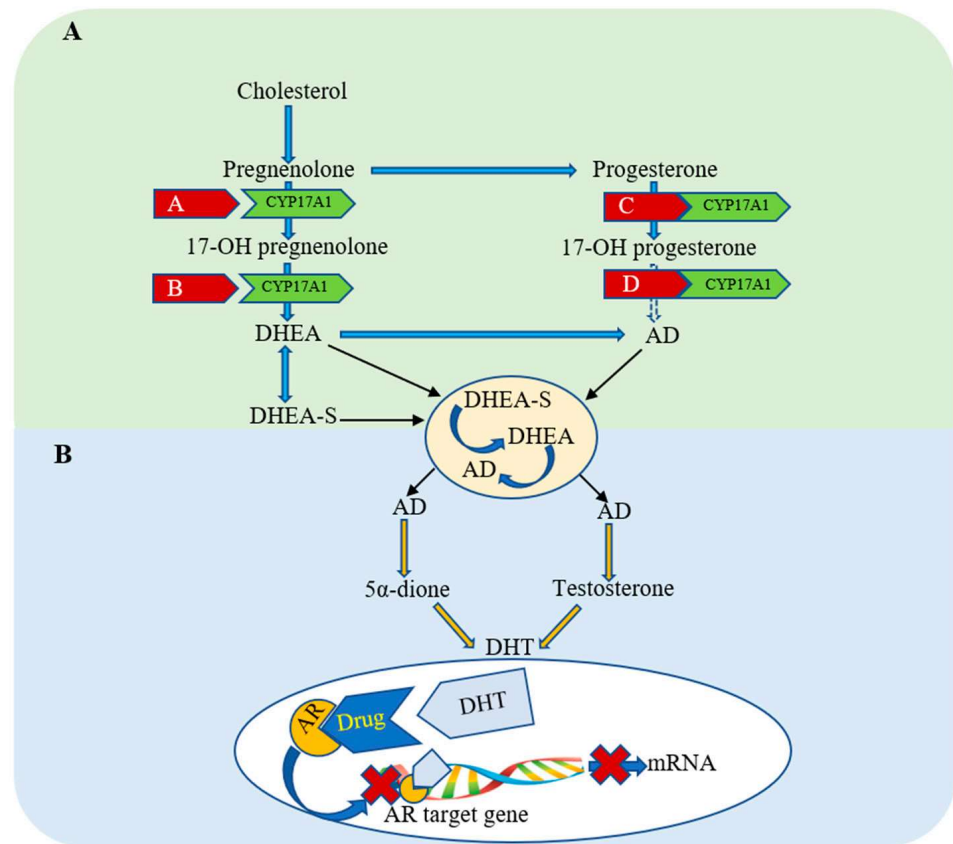 A
Cholesterol
Pregnenolone
Progesterone
A
CYP17A1
C
CYP17A1
17-OH pregnenolone
17-OH progesterone
B
CYP17A1
D
CYP17A1
DHEA
AD
DHEA-S
DHEA-S
DHEA
AD
B
AD
AD
5α-dione
Testosterone
DHT
AR
Drug
DHT
mRNA
AR target gene